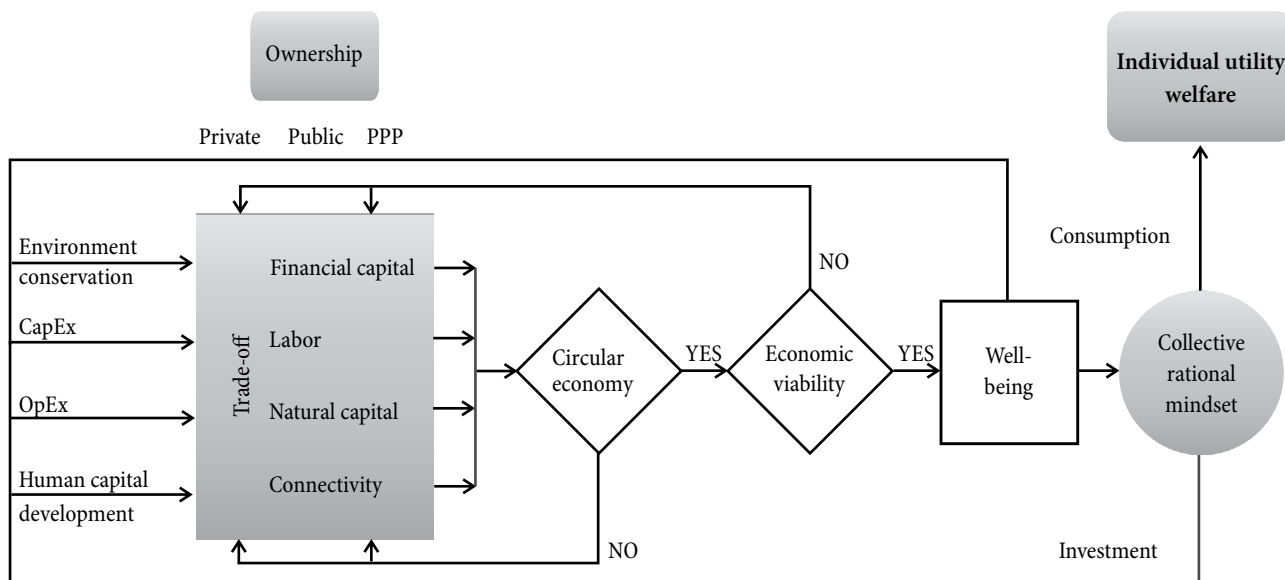 Ownership
Individual utility
welfare
Private Public PPP
Environment
conservation
CapEx
OpEx
Human capital
development
Trade-off
Financial capital
Labor
Natural capital
Connectivity
Circular
economy
YES
NO
Economic
viability
NO
YES
Well-
being
Consumption
Collective
rational
mindset
Investment